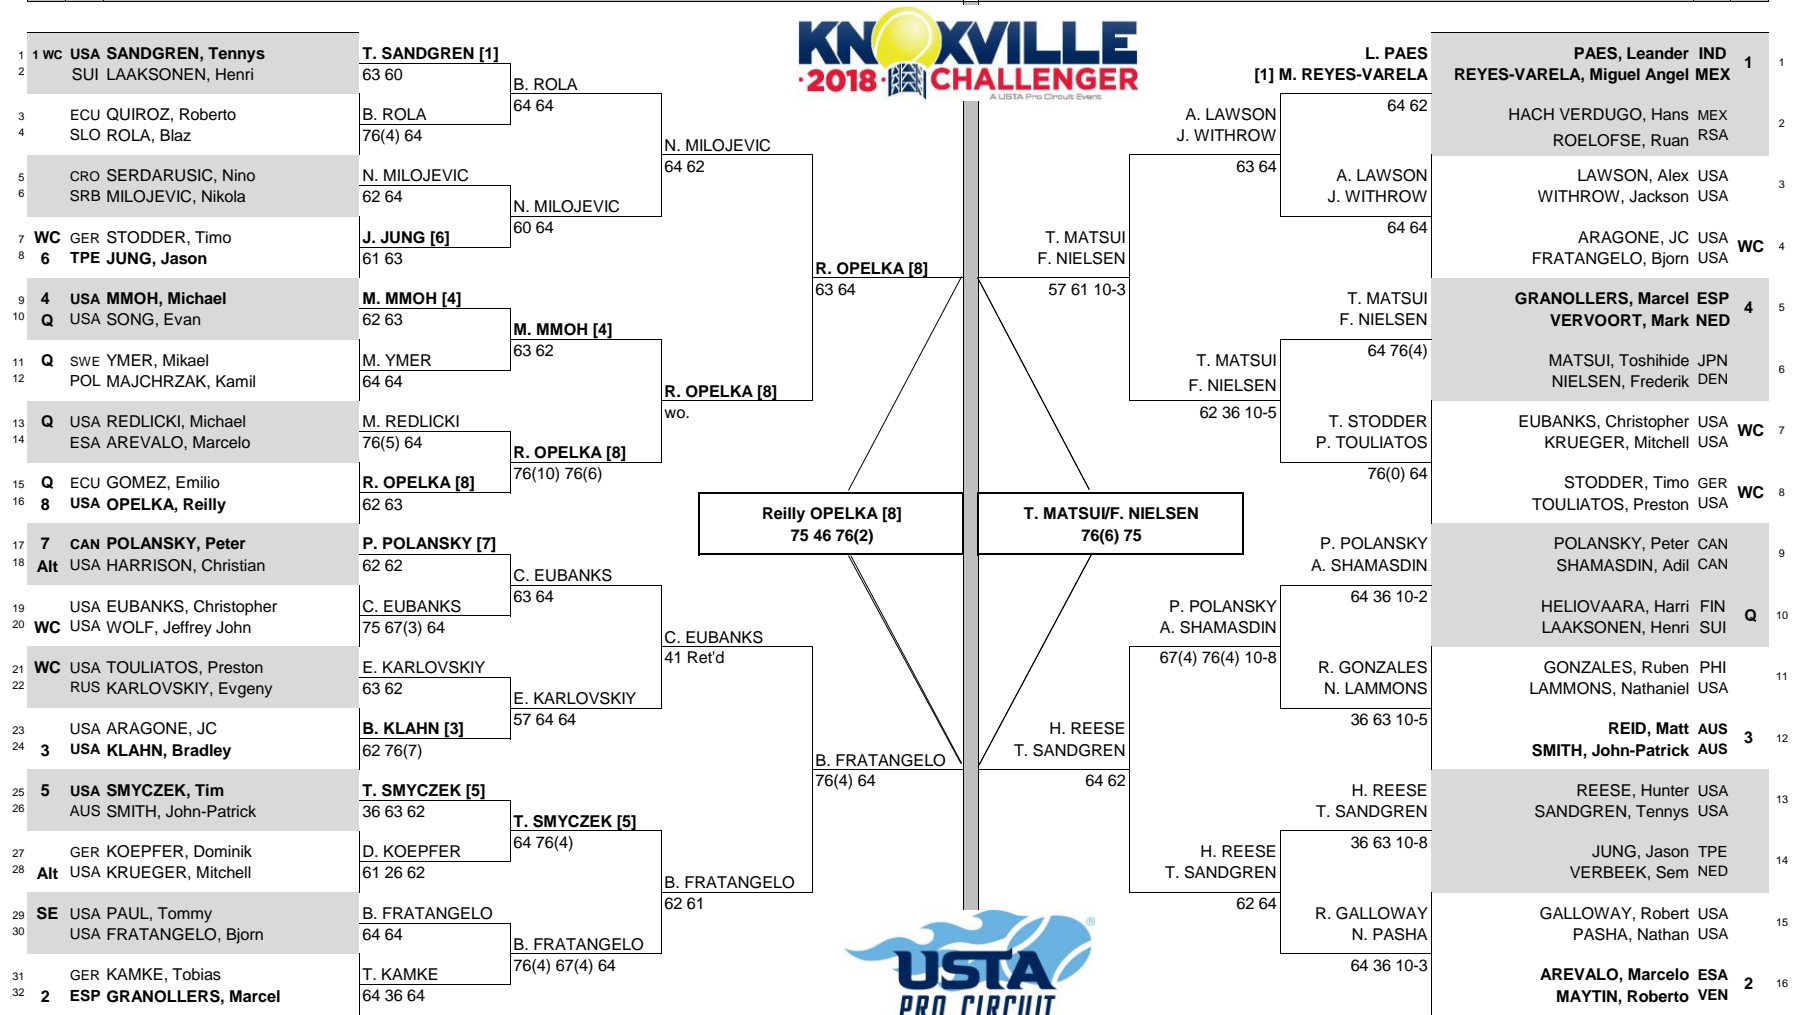 KNOXVILLE
·2018· CHALLENGER
A USTA Pro Circuit Event
1 1 WC USA SANDGREN, Tennys
2 SUI LAAKSONEN, Henri
3 ECU QUIROZ, Roberto
4 SLO ROLA, Blaz
5 CRO SERDARUSIC, Nino
6 SRB MILOJEVIC, Nikola
7 WC GER STODDER, Timo
8 6 TPE JUNG, Jason
9 4 USA MMOH, Michael
10 Q USA SONG, Evan
11 Q SWE YMER, Mikael
12 POL MAJCHRZAK, Kamil
13 Q USA REDLICKI, Michael
14 ESA AREVALO, Marcelo
15 Q ECU GOMEZ, Emilio
16 8 USA OPELKA, Reilly
17 7 CAN POLANSKY, Peter
18 Alt USA HARRISON, Christian
19 USA EUBANKS, Christopher
20 WC USA WOLF, Jeffrey John
21 WC USA TOULIATOS, Preston
22 RUS KARLOVSKIY, Evgeny
23 USA ARAGONE, JC
24 3 USA KLAHN, Bradley
25 5 USA SMYCZEK, Tim
26 AUS SMITH, John-Patrick
27 GER KOEPFER, Dominik
28 Alt USA KRUEGER, Mitchell
29 SE USA PAUL, Tommy
30 USA FRATANGELO, Bjorn
31 GER KAMKE, Tobias
32 2 ESP GRANOLLERS, Marcel
T. SANDGREN [1]
63 60
B. ROLA
76(4) 64
N. MILOJEVIC
62 64
J. JUNG [6]
61 63
M. MMOH [4]
62 63
M. YMER
64 64
M. REDLICKI
76(5) 64
R. OPELKA [8]
62 63
P. POLANSKY [7]
62 62
C. EUBANKS
75 67(3) 64
E. KARLOVSKIY
63 62
B. KLAHN [3]
62 76(7)
T. SMYCZEK [5]
36 63 62
D. KOEPFER
61 26 62
B. FRATANGELO
64 64
T. KAMKE
64 36 64
B. ROLA
64 64
N. MILOJEVIC
60 64
M. MMOH [4]
63 62
R. OPELKA [8]
76(10) 76(6)
C. EUBANKS
63 64
E. KARLOVSKIY
57 64 64
T. SMYCZEK [5]
64 76(4)
B. FRATANGELO
76(4) 67(4) 64
N. MILOJEVIC
64 62
R. OPELKA [8]
wo.
C. EUBANKS
41 Ret'd
B. FRATANGELO
62 61
R. OPELKA [8]
63 64
B. FRATANGELO
76(4) 64
Reilly OPELKA [8]
75 46 76(2)
T. MATSUI/F. NIELSEN
76(6) 75
T. MATSUI
F. NIELSEN
57 61 10-3
H. REESE
T. SANDGREN
64 62
A. LAWSON
J. WITHROW
63 64
T. MATSUI
F. NIELSEN
62 36 10-5
P. POLANSKY
A. SHAMASDIN
67(4) 76(4) 10-8
H. REESE
T. SANDGREN
62 64
L. PAES
[1] M. REYES-VARELA
64 62
A. LAWSON
J. WITHROW
64 64
T. MATSUI
F. NIELSEN
64 76(4)
T. STODDER
P. TOULIATOS
76(0) 64
P. POLANSKY
A. SHAMASDIN
64 36 10-2
R. GONZALES
N. LAMMONS
36 63 10-5
H. REESE
T. SANDGREN
36 63 10-8
R. GALLOWAY
N. PASHA
64 36 10-3
PAES, Leander IND
REYES-VARELA, Miguel Angel MEX
1 1
HACH VERDUGO, Hans MEX
ROELOFSE, Ruan RSA
2
LAWSON, Alex USA
WITHROW, Jackson USA
3
ARAGONE, JC USA
FRATANGELO, Bjorn USA
WC 4
GRANOLLERS, Marcel ESP
VERVOORT, Mark NED
4 5
MATSUI, Toshihide JPN
NIELSEN, Frederik DEN
6
EUBANKS, Christopher USA
KRUEGER, Mitchell USA
WC 7
STODDER, Timo GER
TOULIATOS, Preston USA
WC 8
POLANSKY, Peter CAN
SHAMASDIN, Adil CAN
9
HELIOVAARA, Harri FIN
LAAKSONEN, Henri SUI
Q 10
GONZALES, Ruben PHI
LAMMONS, Nathaniel USA
11
REID, Matt AUS
SMITH, John-Patrick AUS
3 12
REESE, Hunter USA
SANDGREN, Tennys USA
13
JUNG, Jason TPE
VERBEEK, Sem NED
14
GALLOWAY, Robert USA
PASHA, Nathan USA
15
AREVALO, Marcelo ESA
MAYTIN, Roberto VEN
2 16
USTA
®
PRO CIRCUIT